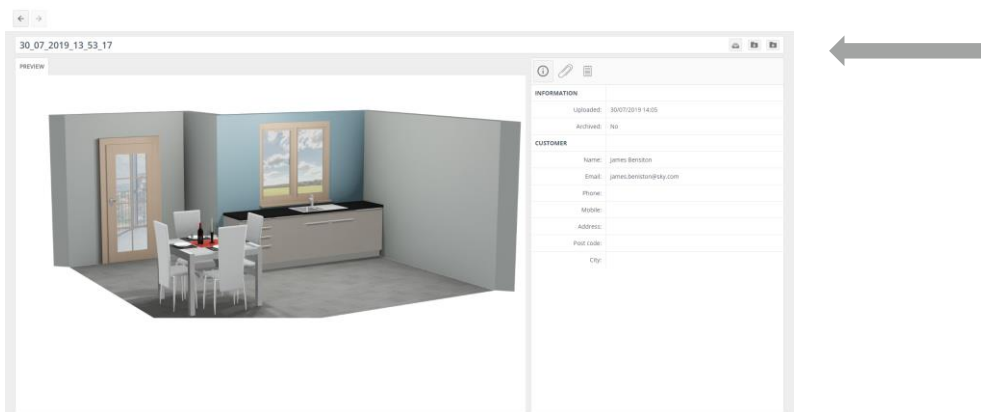 30_07_2019_13_53_17
PREVIEW
INFORMATION
Uploaded: 30/07/2019 14:05
Archived: No
CUSTOMER
Name: James Bensiton
Email: james.beniston@sky.com
Phone:
Mobile:
Address:
Post code:
City: